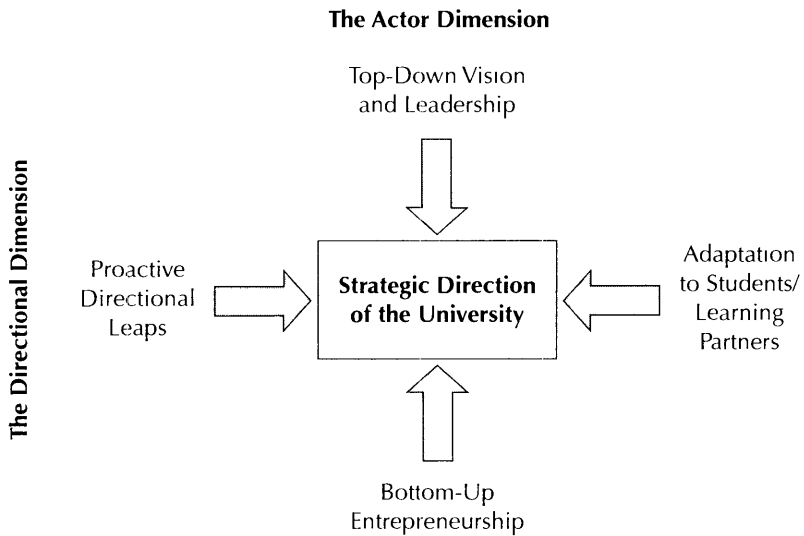 The Actor Dimension
Top-Down Vision
and Leadership
The Directional Dimension
Proactive
Directional
Leaps
Strategic Direction
of the University
Adaptation
to Students/
Learning
Partners
Bottom-Up
Entrepreneurship